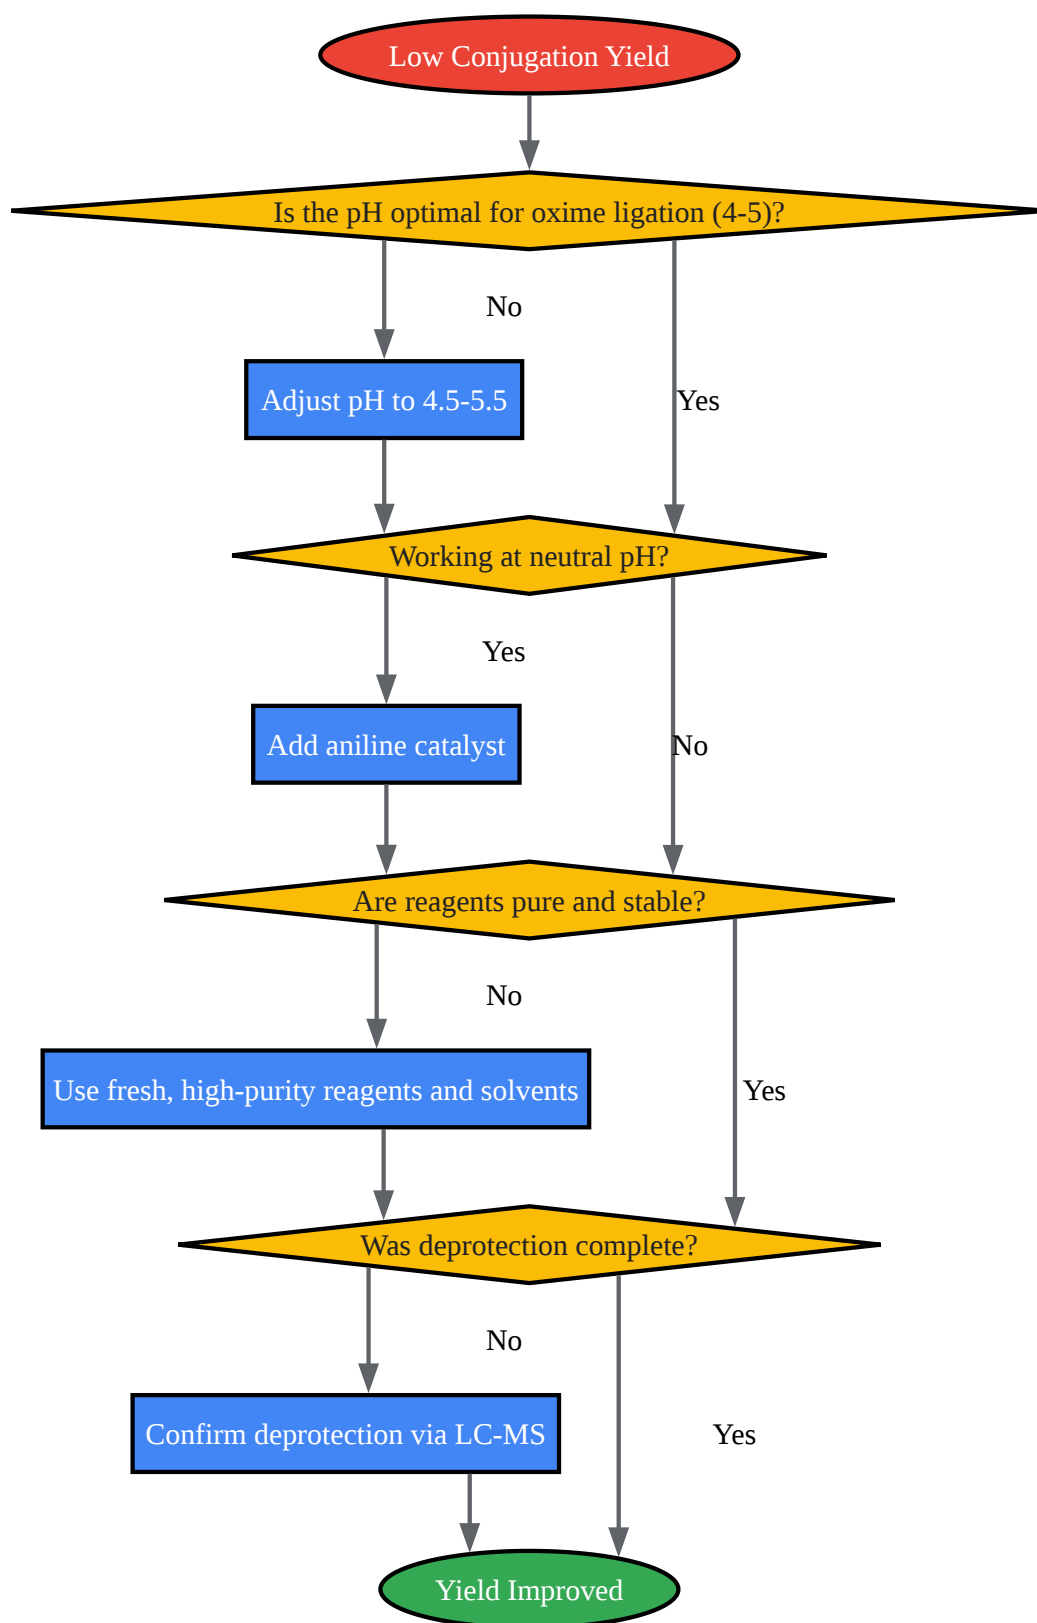 Low Conjugation Yield
Is the pH optimal for oxime ligation (4-5)?
No
Adjust pH to 4.5-5.5
Yes
Working at neutral pH?
Yes
Add aniline catalyst
No
Are reagents pure and stable?
No
Use fresh, high-purity reagents and solvents
Yes
Was deprotection complete?
No
Confirm deprotection via LC-MS
Yes
Yield Improved